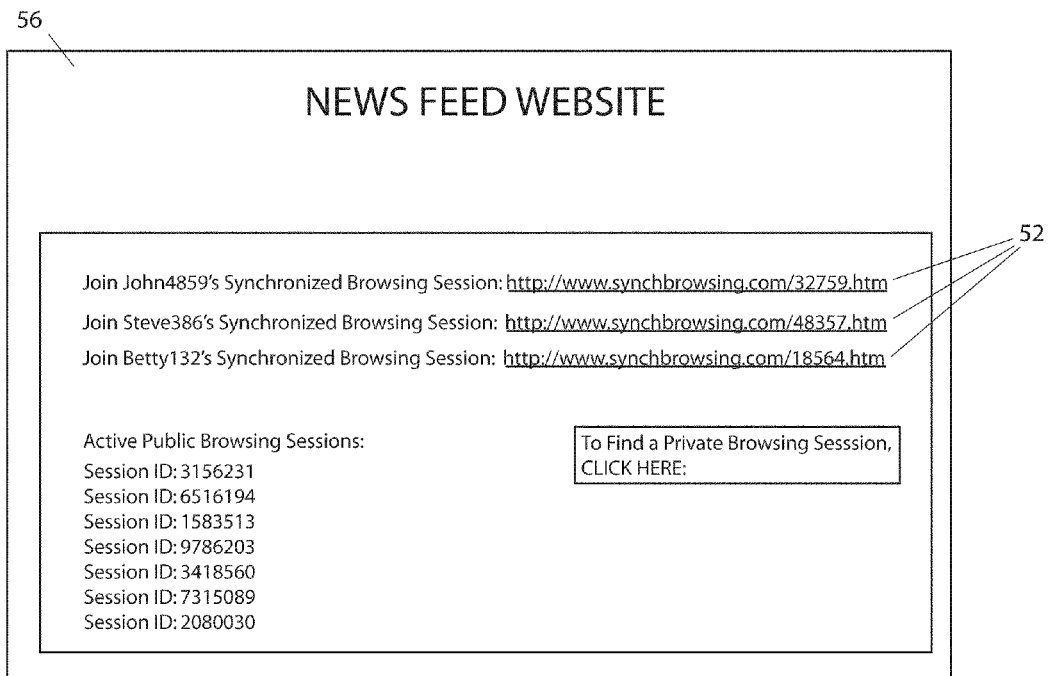 56
NEWS FEED WEBSITE
52
Join John4859's Synchronized Browsing Session: http://www.synchbrowsing.com/32759.htm
Join Steve386's Synchronized Browsing Session: http://www.synchbrowsing.com/48357.htm
Join Betty132's Synchronized Browsing Session: http://www.synchbrowsing.com/18564.htm
Active Public Browsing Sessions:
Session ID: 3156231
Session ID: 6516194
Session ID: 1583513
Session ID: 9786203
Session ID: 3418560
Session ID: 7315089
Session ID: 2080030
To Find a Private Browsing Sesssion,
CLICK HERE: